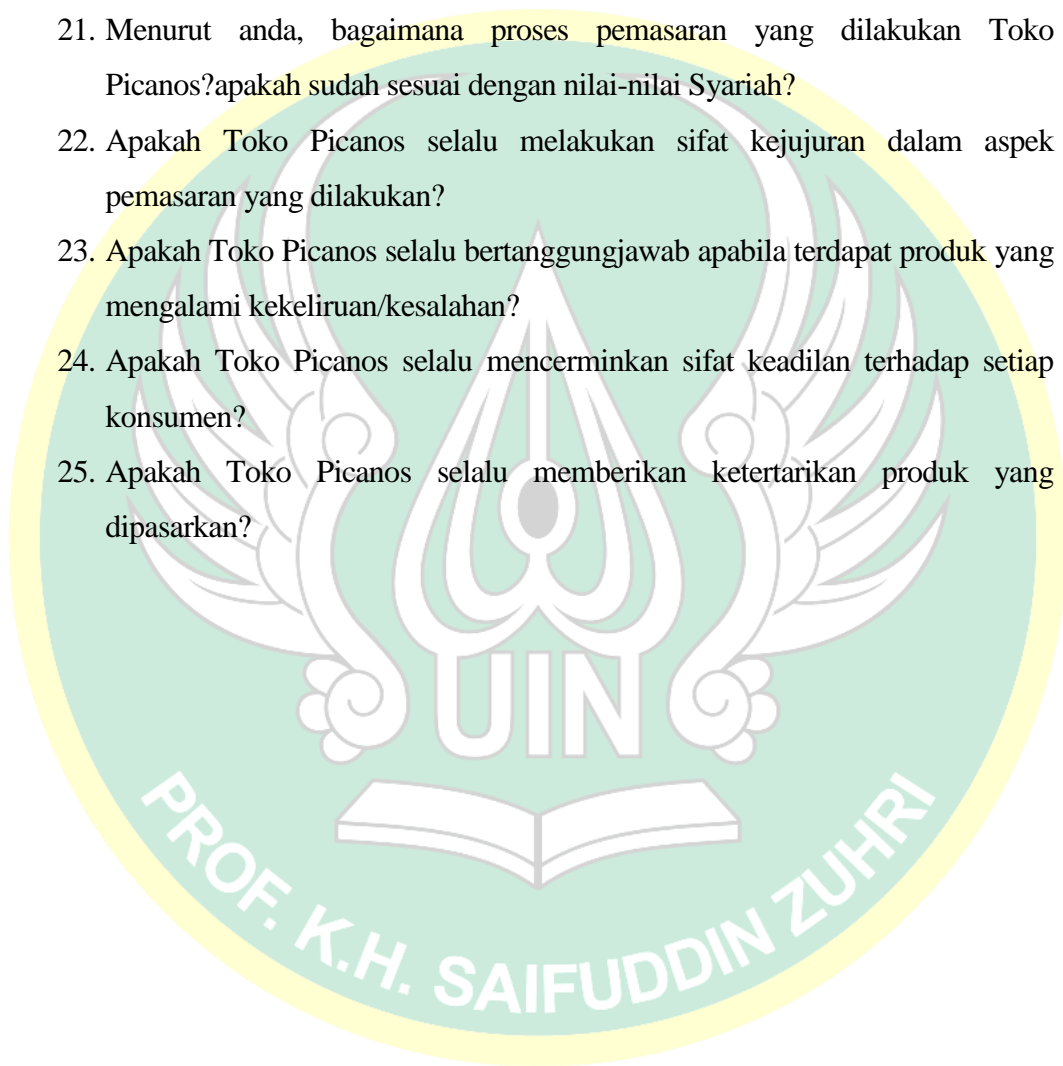 21. Menurut anda, bagaimana proses pemasaran yang dilakukan Toko
Picanos?apakah sudah sesuai dengan nilai-nilai Syariah?
22. Apakah Toko Picanos selalu melakukan sifat kejujuran dalam aspek
pemasaran yang dilakukan?
23. Apakah Toko Picanos selalu bertanggungjawab apabila terdapat produk yang
mengalami kekeliruan/kesalahan?
24. Apakah Toko Picanos selalu mencerminkan sifat keadilan terhadap setiap
konsumen?
25. Apakah Toko Picanos selalu memberikan ketertarikan produk yang
dipasarkan?
UIN
PROF. K.H. SAIFUDDIN ZUHRI